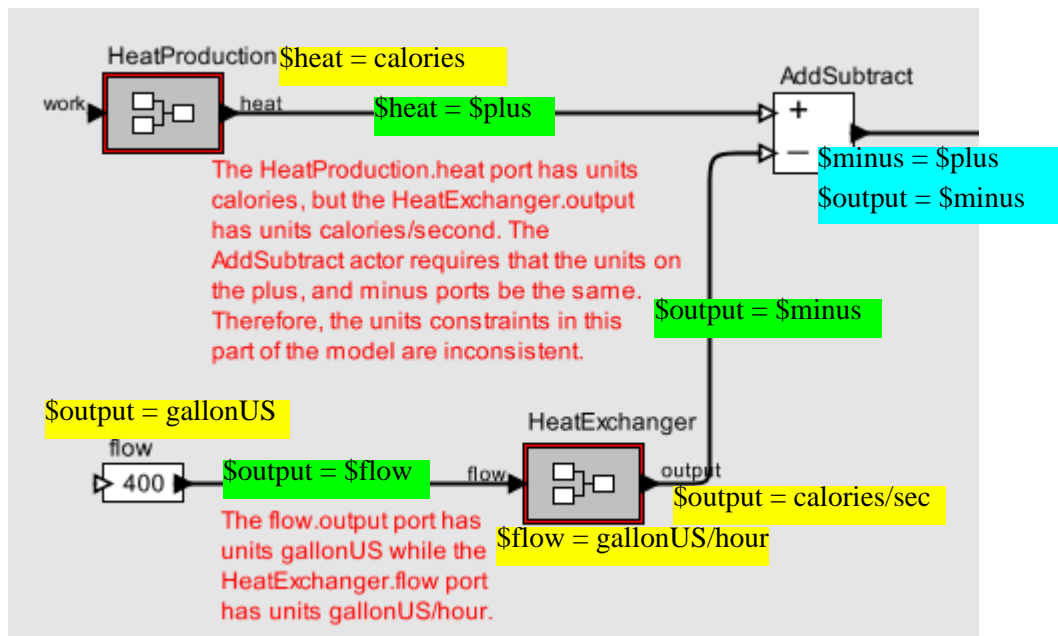 HeatProduction $heat = calories
AddSubtract
work
heat
$heat = $plus
+
−
$minus = $plus
$output = $minus
The HeatProduction.heat port has units
calories, but the HeatExchanger.output
has units calories/second. The
AddSubtract actor requires that the units on
the plus, and minus ports be the same.
Therefore, the units constraints in this
part of the model are inconsistent.
$output = $minus
$output = gallonUS
flow
400
$output = $flow
HeatExchanger
flow
output
$output = calories/sec
$flow = gallonUS/hour
The flow.output port has
units gallonUS while the
HeatExchanger.flow port
has units gallonUS/hour.